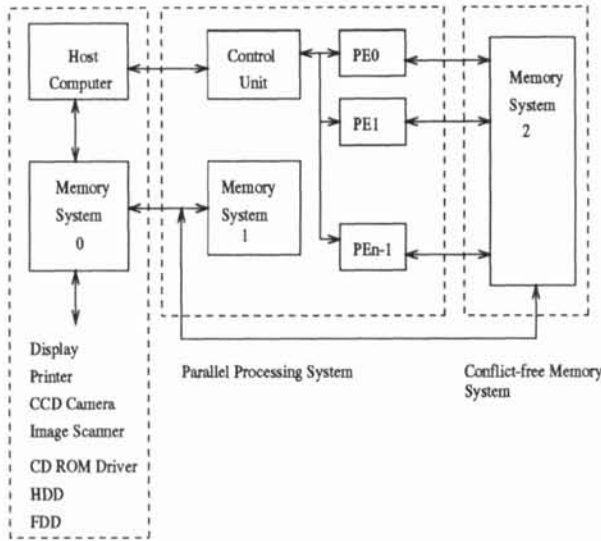 Host
Computer
Control
Unit
PE0
PE1
PEn-1
Memory
System
2
Memory
System
0
Memory
System
1
Display
Printer
CCD Camera
Image Scanner
CD ROM Driver
HDD
FDD
Parallel Processing System
Conflict-free Memory
System